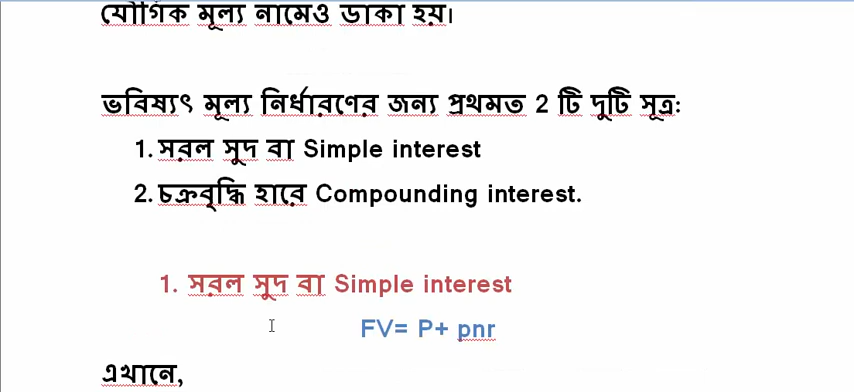 যৌগিক মূল্য নামেও ডাকা হয়।
ভবিষ্যৎ মূল্য নির্ধারণের জন্য প্রথমত 2 টি দুটি সূত্র:
1. সরল সুদ বা Simple interest
2. চক্রবৃদ্ধি হারে Compounding interest.
1. সরল সুদ বা Simple interest
FV= P+ pnr
এখানে,